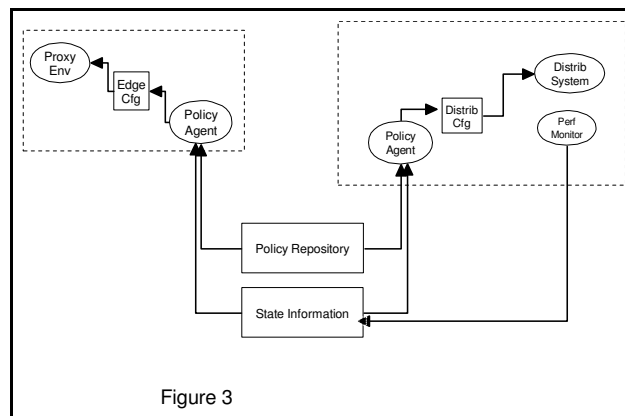 Proxy
Env
Edge
Cfg
Policy
Agent
Policy
Agent
Distrib
Cfg
Distrib
System
Perf
Monitor
Policy Repository
State Information
Figure 3